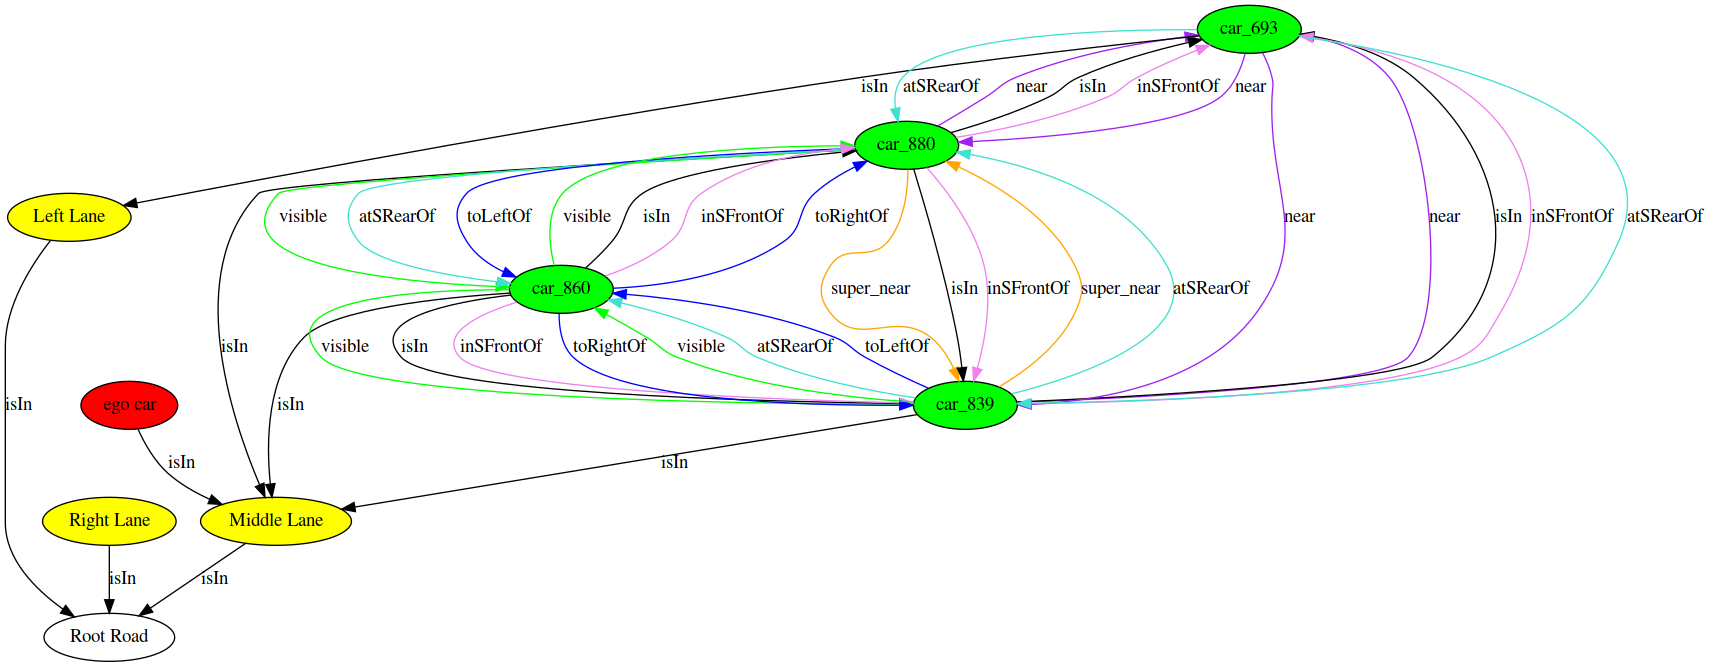 car_693
isIn
atSRearOf
near
isIn
inSFrontOf
near
car_880
Left Lane
visible
atSRearOf
toLeftOf
visible
isIn
inSFrontOf
toRightOf
near
near
isIn
inSFrontOf
atSRearOf
car_860
super_near
isIn
inSFrontOf
super_near
atSRearOf
isIn
visible
isIn
inSFrontOf
toRightOf
visible
atSRearOf
toLeftOf
isIn
ego car
isIn
car_839
isIn
isIn
Right Lane
Middle Lane
isIn
isIn
Root Road